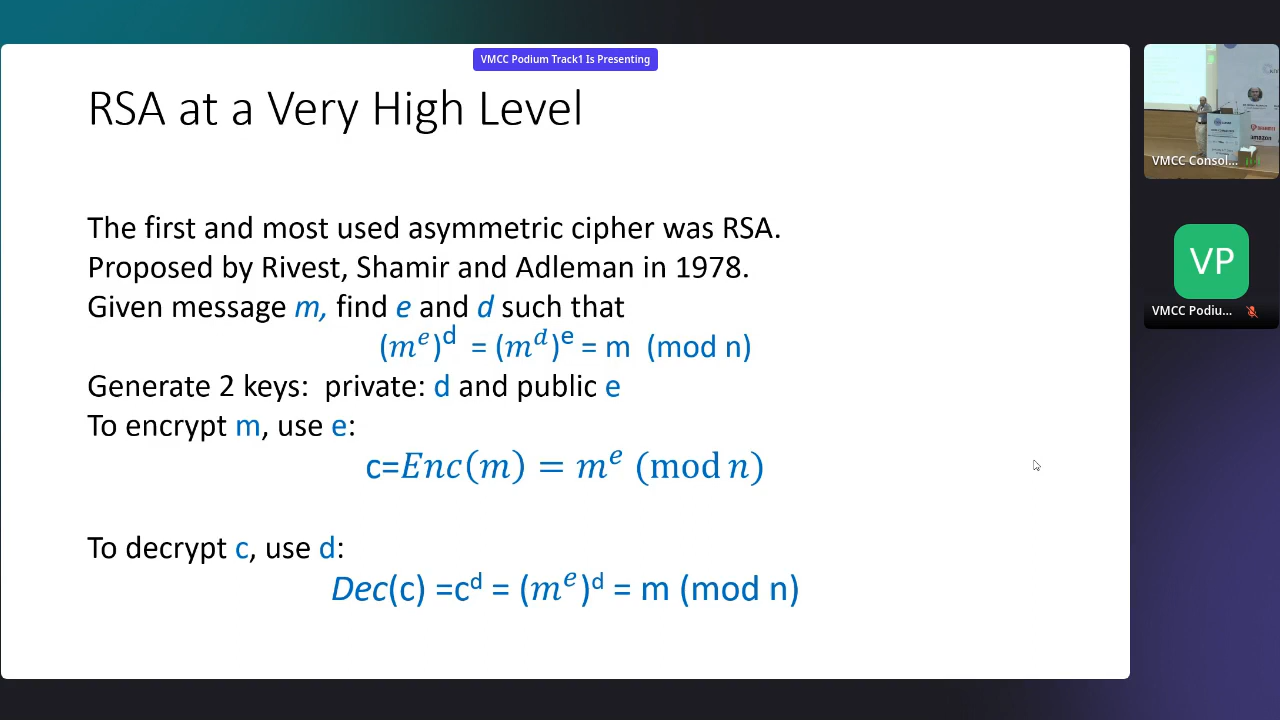 VMCC Podium Track1 Is Presenting
RSA at a Very High Level
The first and most used asymmetric cipher was RSA.
Proposed by Rivest, Shamir and Adleman in 1978.
Given message m, find e and d such that
(mᵉ)ᵈ = (mᵈ)ᵉ = m (mod n)
Generate 2 keys: private: d and public e
To encrypt m, use e:
c=Enc(m) = mᵉ (mod n)
To decrypt c, use d:
Dec(c) =cᵈ = (mᵉ)ᵈ = m (mod n)
amazon
VMCC Consol...
VP
VMCC Podiu...